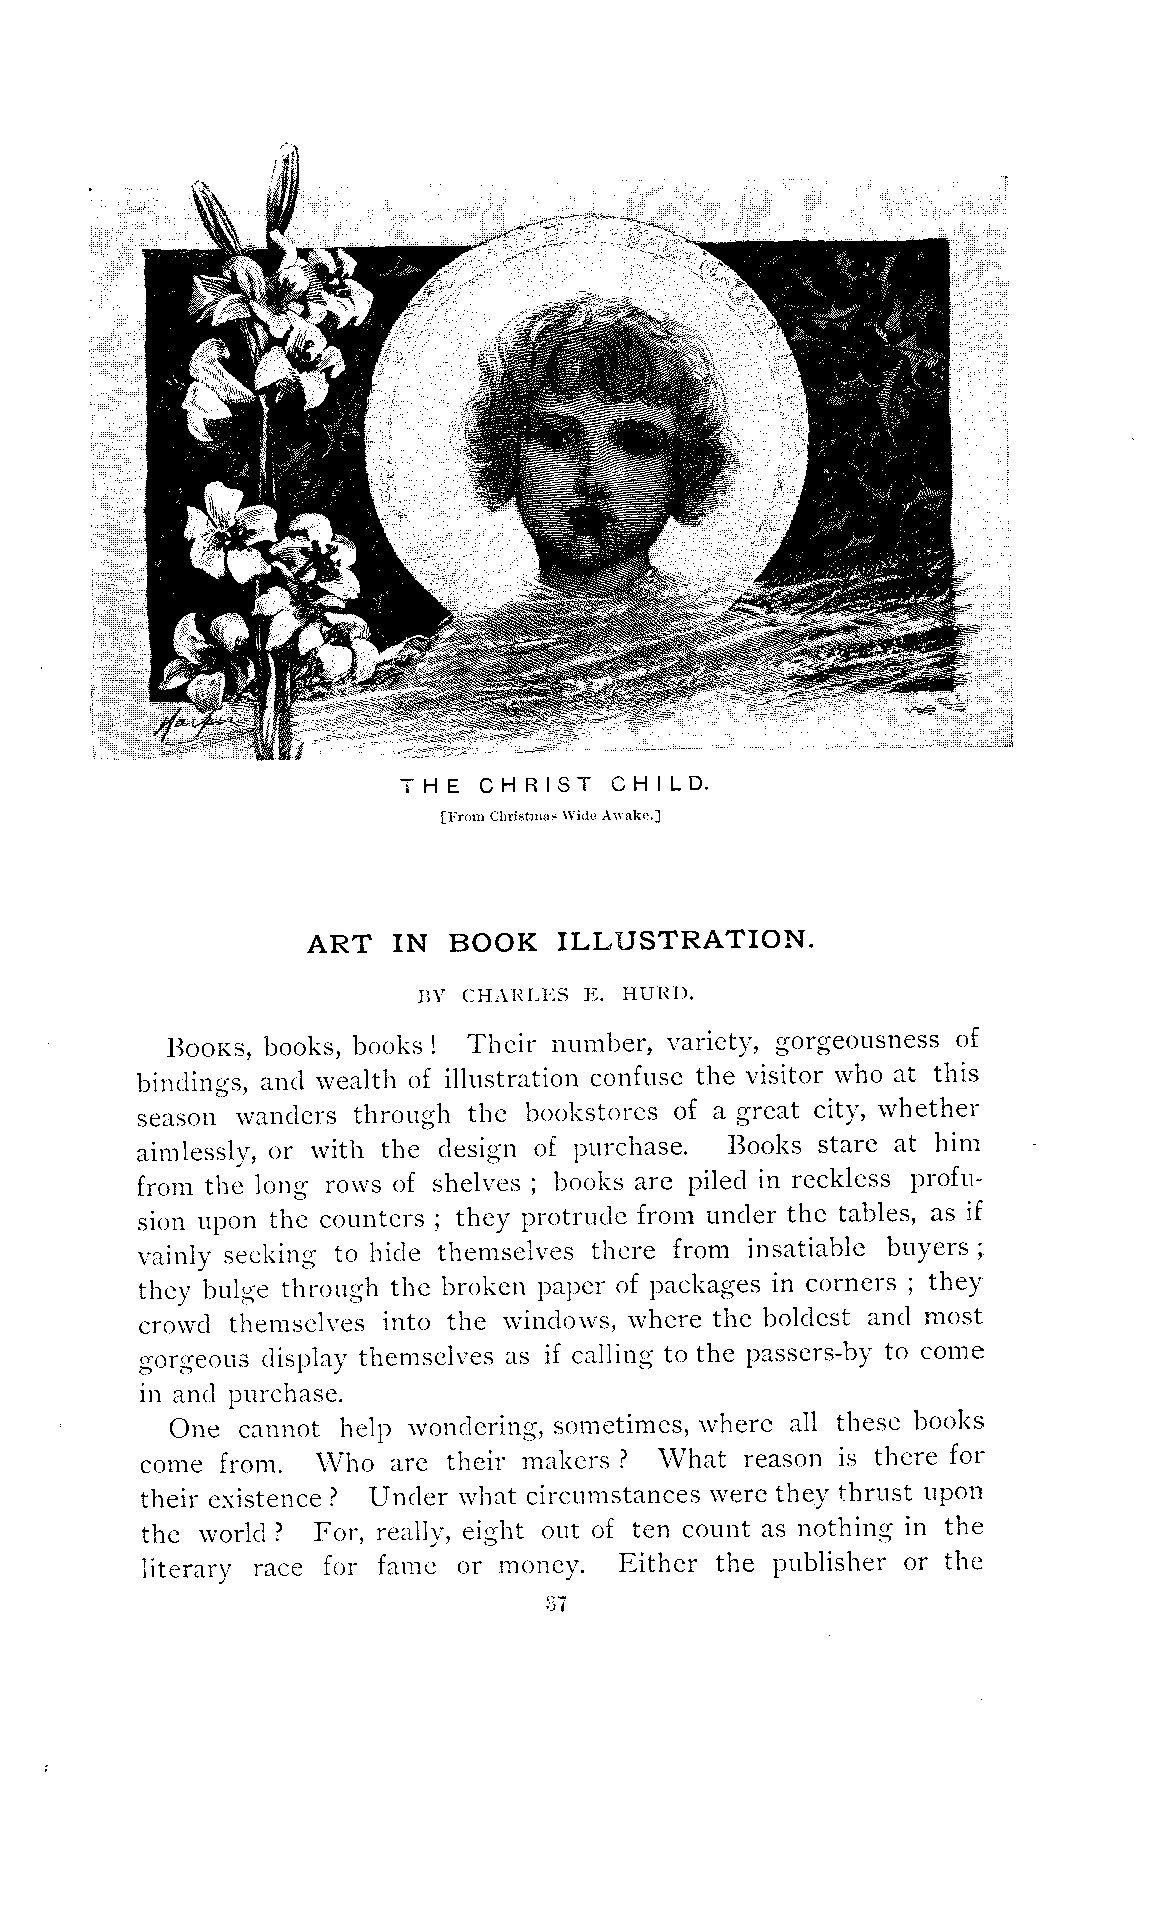 THE CHRIST CHILD.
[From Christmas Wide Awake.]
ART IN BOOK ILLUSTRATION.
BY CHARLES E. HURD.
BOOKS, books, books! Their number, variety, gorgeousness of
bindings, and wealth of illustration confuse the visitor who at this
season wanders through the bookstores of a great city, whether
aimlessly, or with the design of purchase. Books stare at him
from the long rows of shelves ; books are piled in reckless profu-
sion upon the counters ; they protrude from under the tables, as if
vainly seeking to hide themselves there from insatiable buyers ;
they bulge through the broken paper of packages in corners ; they
crowd themselves into the windows, where the boldest and most
gorgeous display themselves as if calling to the passers-by to come
in and purchase.
One cannot help wondering, sometimes, where all these books
come from. Who are their makers ? What reason is there for
their existence ? Under what circumstances were they thrust upon
the world ? For, really, eight out of ten count as nothing in the
literary race for fame or money. Either the publisher or the
37